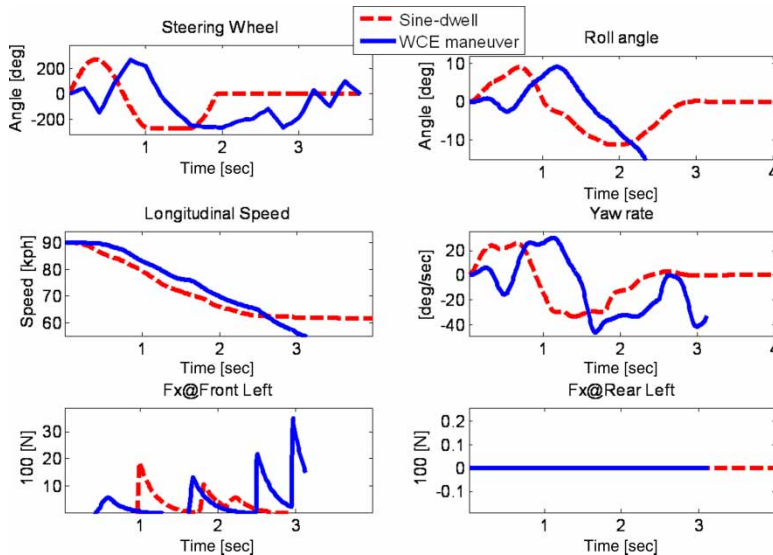 Sine-dwell
WCE maneuver
Steering Wheel
Angle [deg]
200
0
-200
1 2 3
Time [sec]
Roll angle
Angle [deg]
10
0
-10
0 1 2 3 4
Time [sec]
Longitudinal Speed
Speed [kph]
90
80
70
60
1 2 3
Time [sec]
Yaw rate
[deg/sec]
20
0
-20
-40
0 1 2 3 4
Time [sec]
Fx@Front Left
100 [N]
30
20
10
1 2 3
Time [sec]
Fx@Rear Left
100 [N]
0.2
0.1
0
-0.1
0 1 2 3 4
Time [sec]